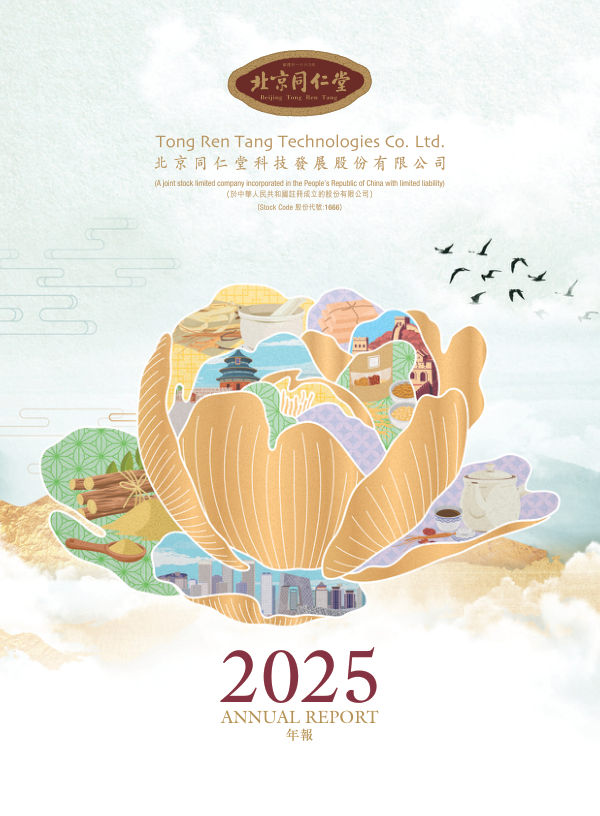 北京同仁堂
Beijing Tong Ren Tang
Tong Ren Tang Technologies Co. Ltd.
北京同仁堂科技發展股份有限公司
(A joint stock limited company incorporated in the People's Republic of China with limited liability)
(於中華人民共和國註冊成立的股份有限公司)
(Stock Code 股份代號:1666)
2025
ANNUAL REPORT
年報